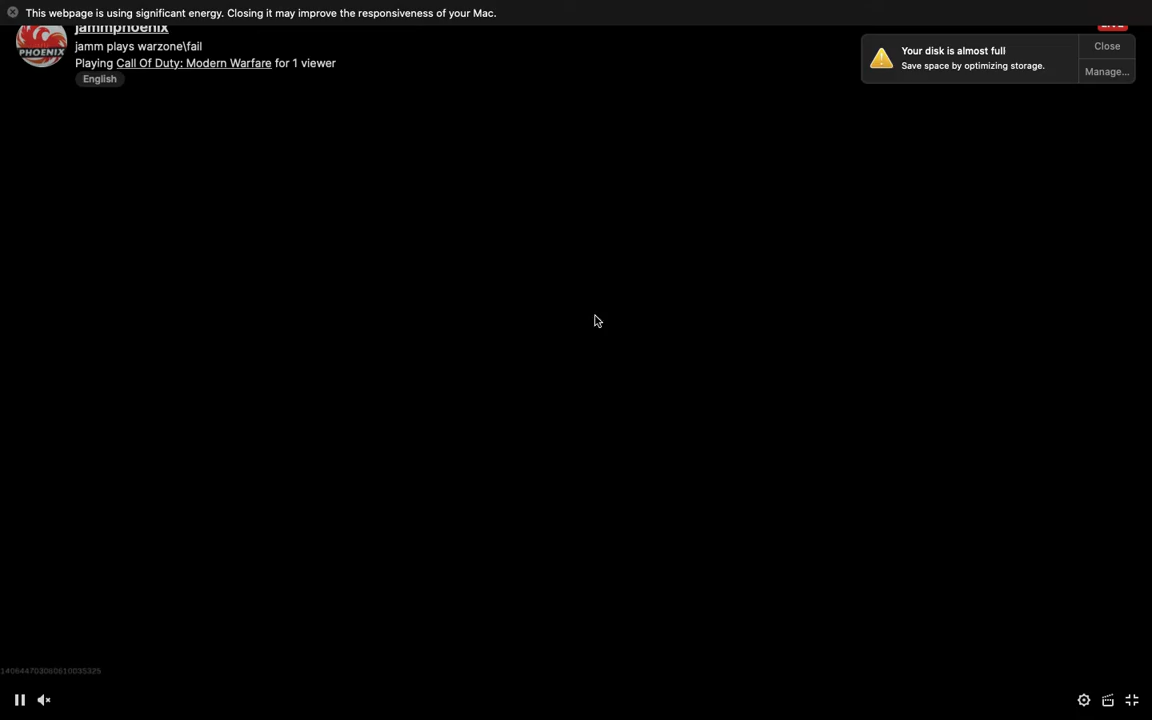 This webpage is using significant energy. Closing it may improve the responsiveness of your Mac.
jammphoenix
PHOENIX
jamm plays warzone\fail
Playing Call Of Duty: Modern Warfare for 1 viewer
English
LIVE
Your disk is almost full
Save space by optimizing storage.
Close
Manage...